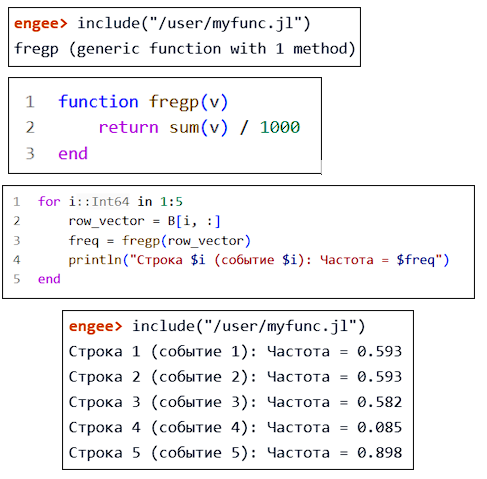 engee> include("/user/myfunc.jl")
fregp (generic function with 1 method)
1 function fregp(v)
2 return sum(v) / 1000
3 end
1 for i::Int64 in 1:5
2 row_vector = B[i, :]
3 freq = fregp(row_vector)
4 println("Строка $i (событие $i): Частота = $freq")
5 end
engee> include("/user/myfunc.jl")
Строка 1 (событие 1): Частота = 0.593
Строка 2 (событие 2): Частота = 0.593
Строка 3 (событие 3): Частота = 0.582
Строка 4 (событие 4): Частота = 0.085
Строка 5 (событие 5): Частота = 0.898